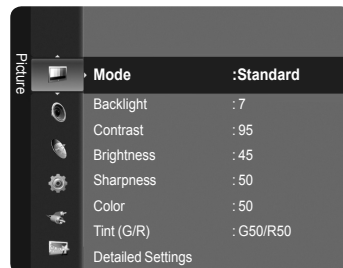 Picture
Mode :Standard
Backlight : 7
Contrast : 95
Brightness : 45
Sharpness : 50
Color : 50
Tint (G/R) : G50/R50
Detailed Settings